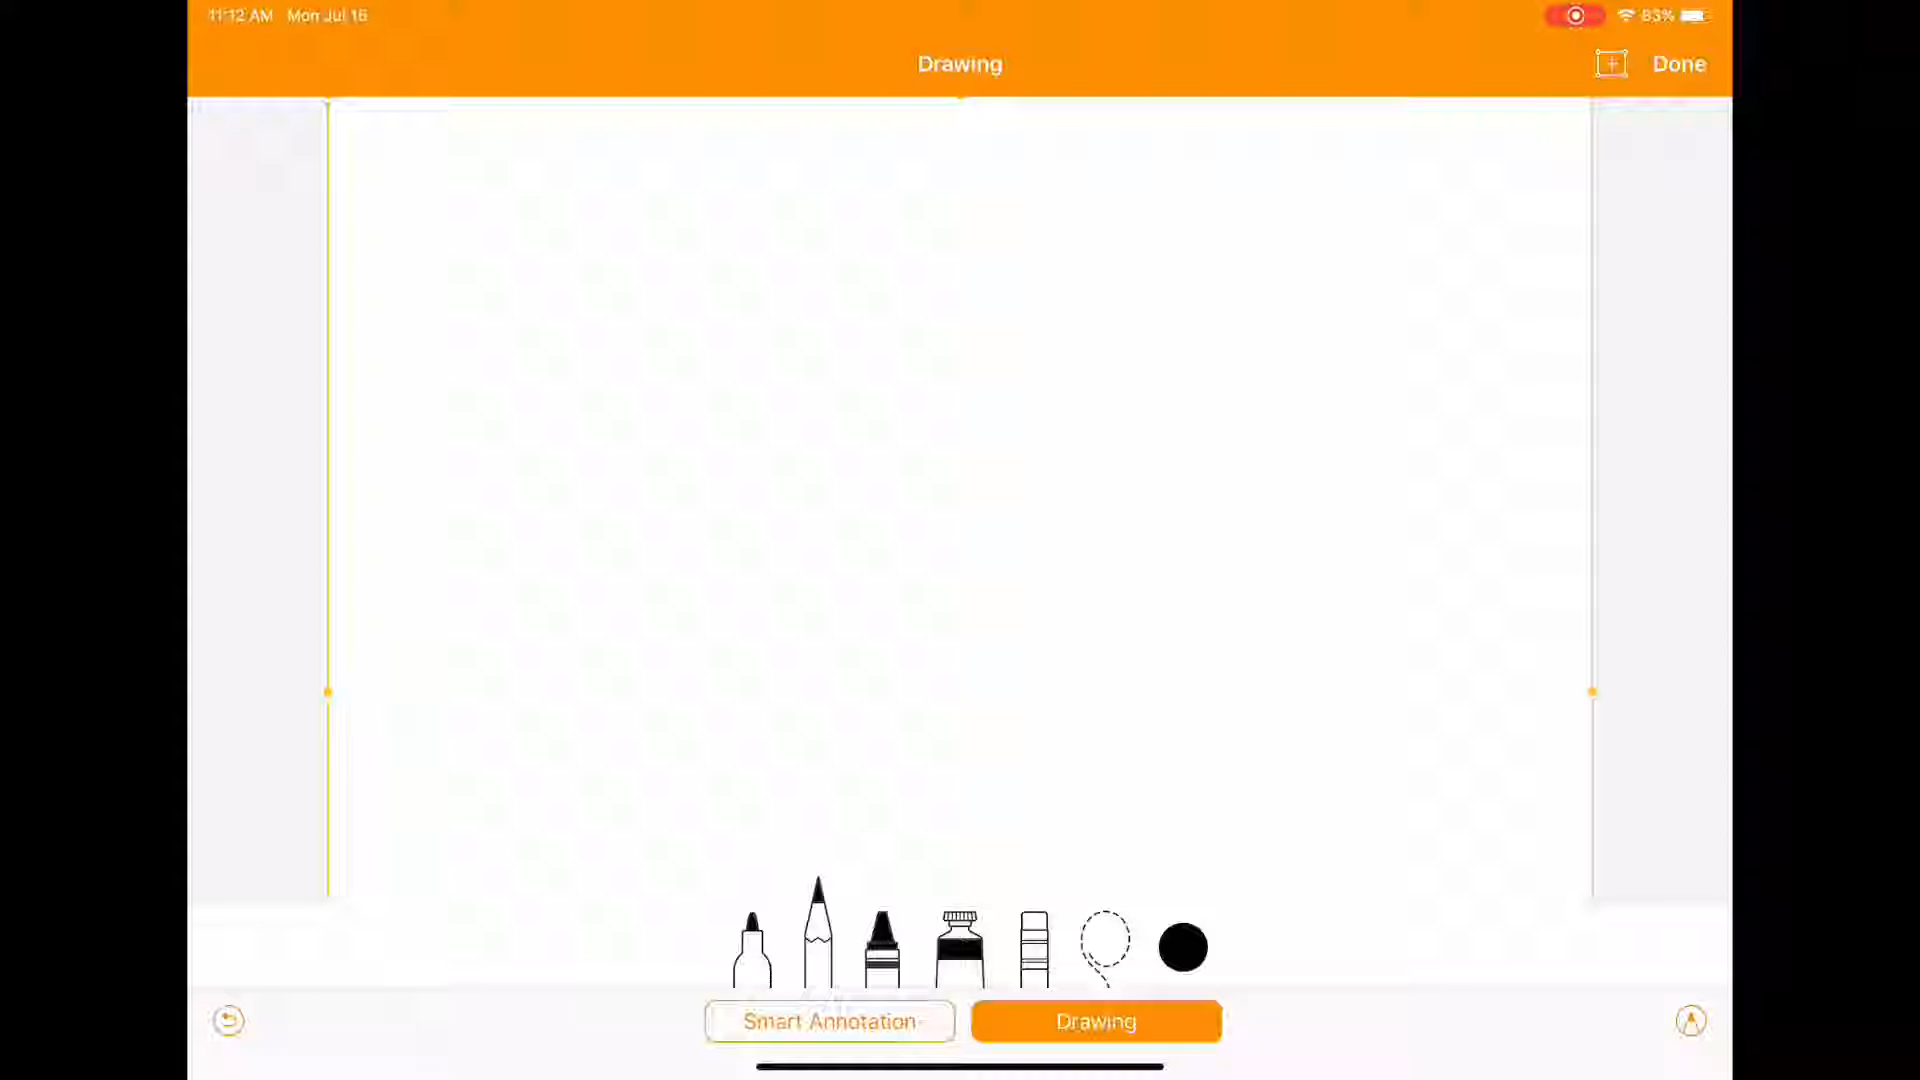 11:12 AM Mon Jul 16
83%
Drawing
Done
Smart Annotation
Drawing